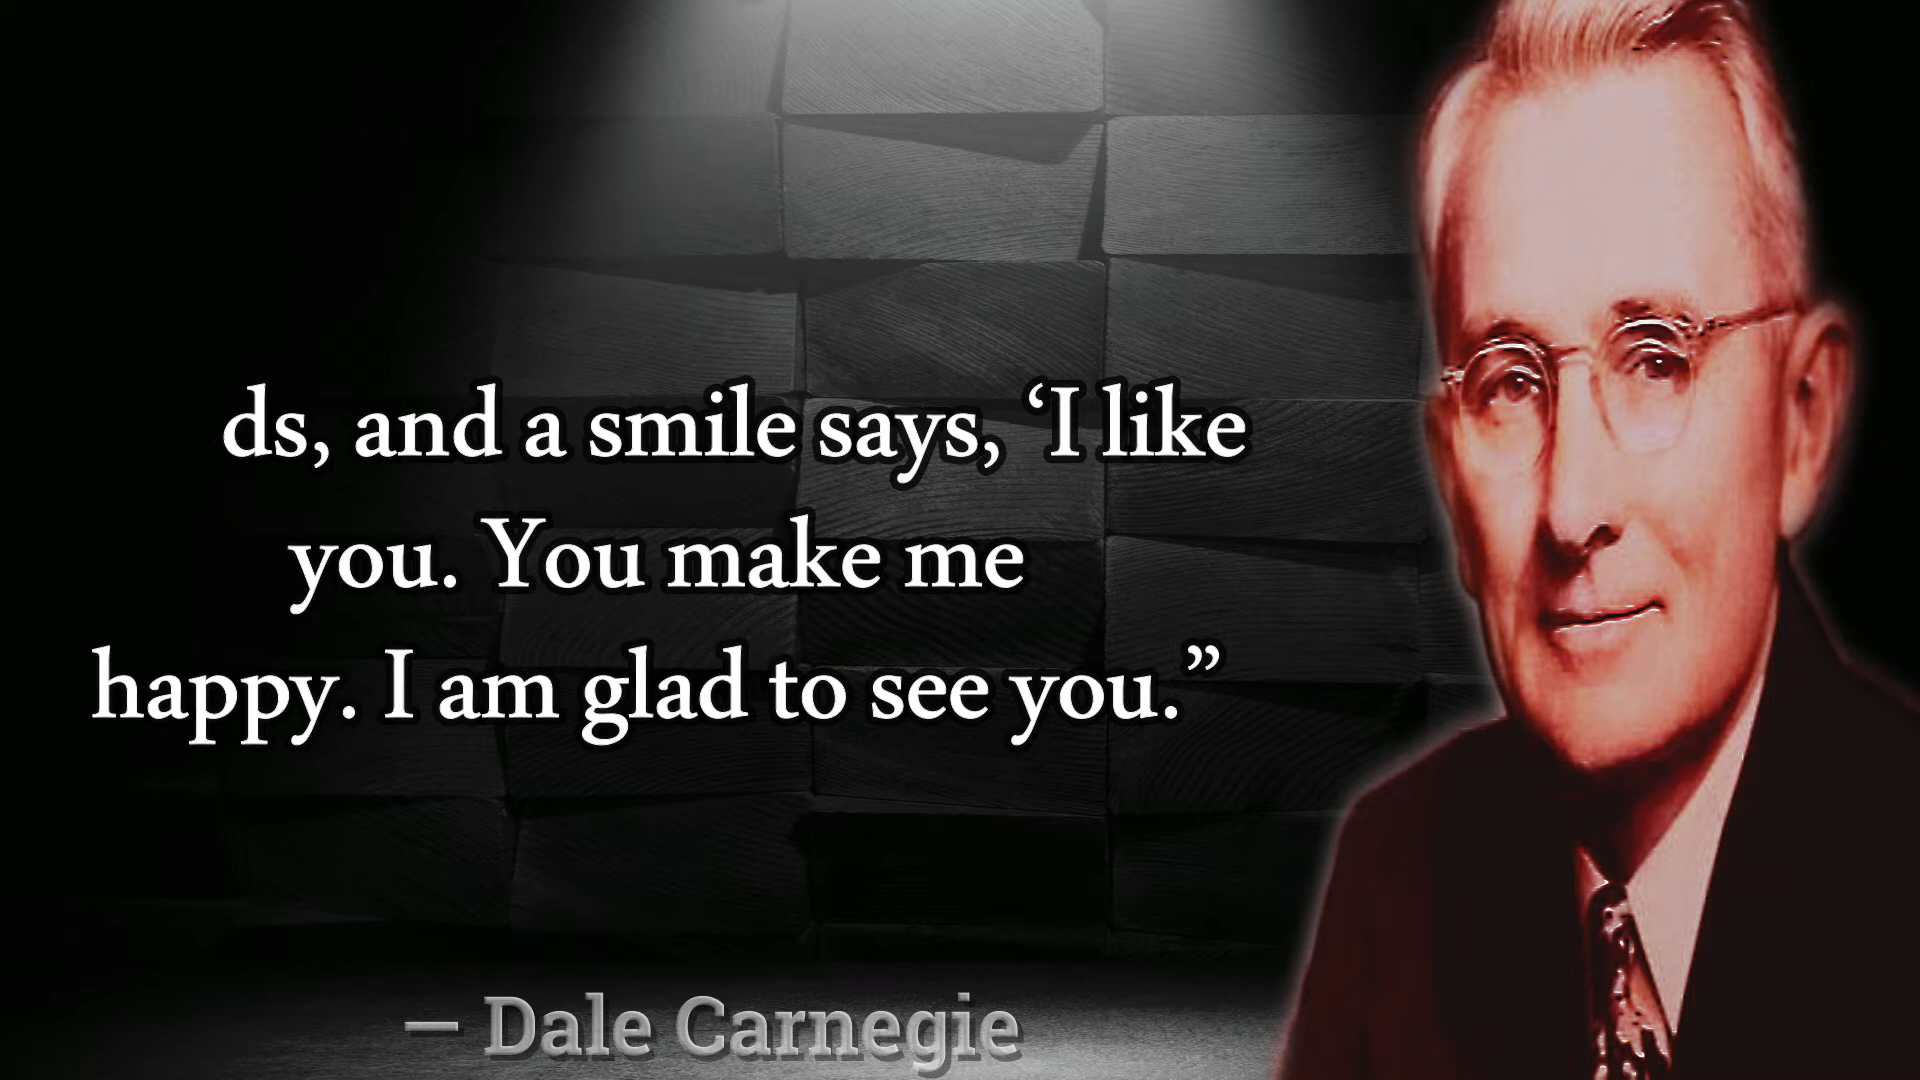 ds, and a smile says, ‘I like
you. You make me
happy. I am glad to see you.”
— Dale Carnegie